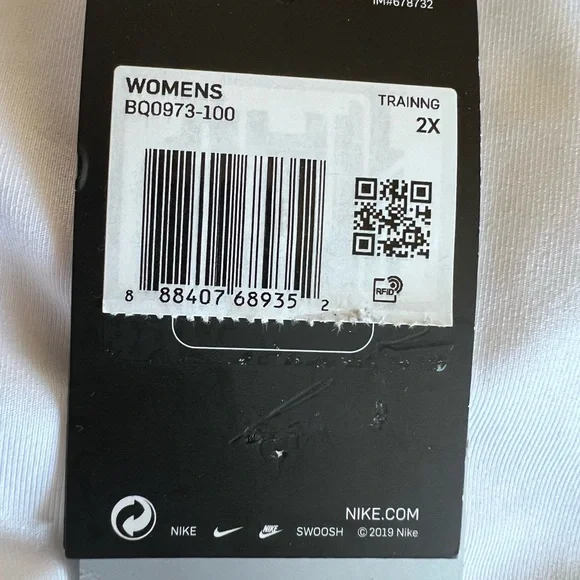 IM#678732
WOMENS
BQ0973-100
TRAINNG
2X
8 88407 68935 2
RFID
NIKE.COM
NIKE SWOOSH © 2019 Nike